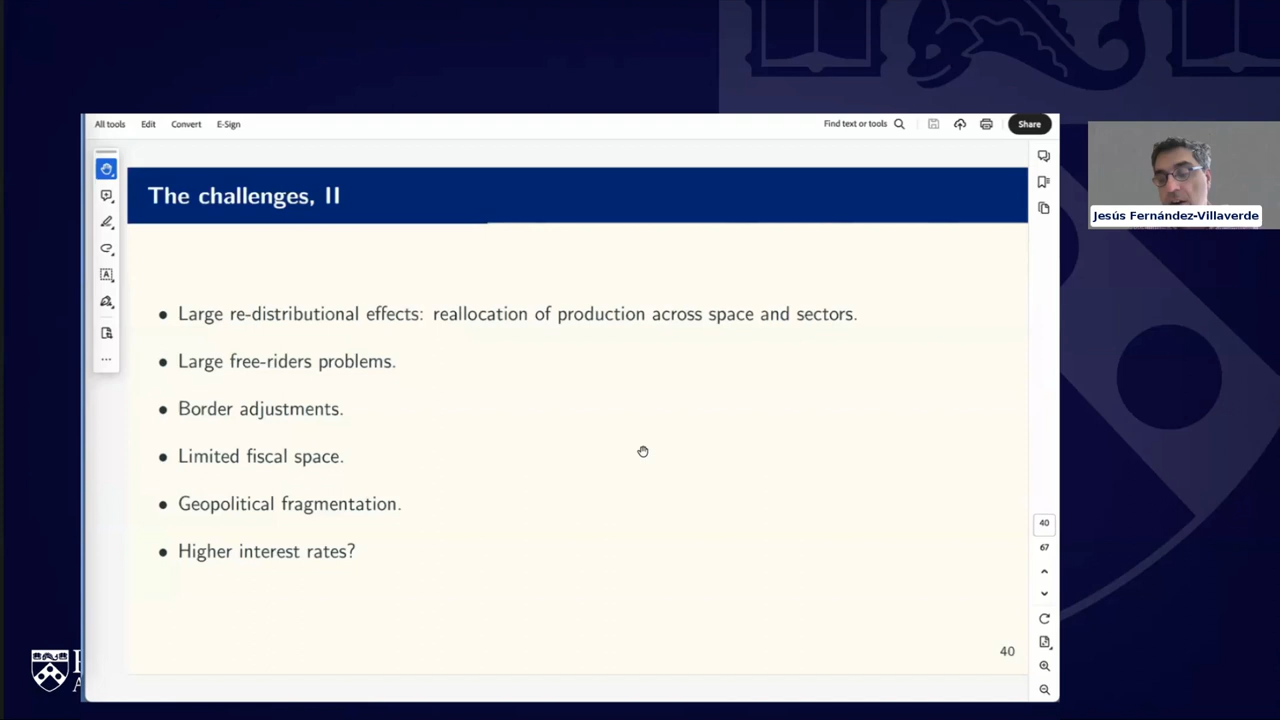 All tools Edit Convert E-Sign Find text or tools Share
The challenges, II
Jesús Fernández-Villaverde
• Large re-distributional effects: reallocation of production across space and sectors.
• Large free-riders problems.
• Border adjustments.
• Limited fiscal space.
• Geopolitical fragmentation.
• Higher interest rates?
40
67
40